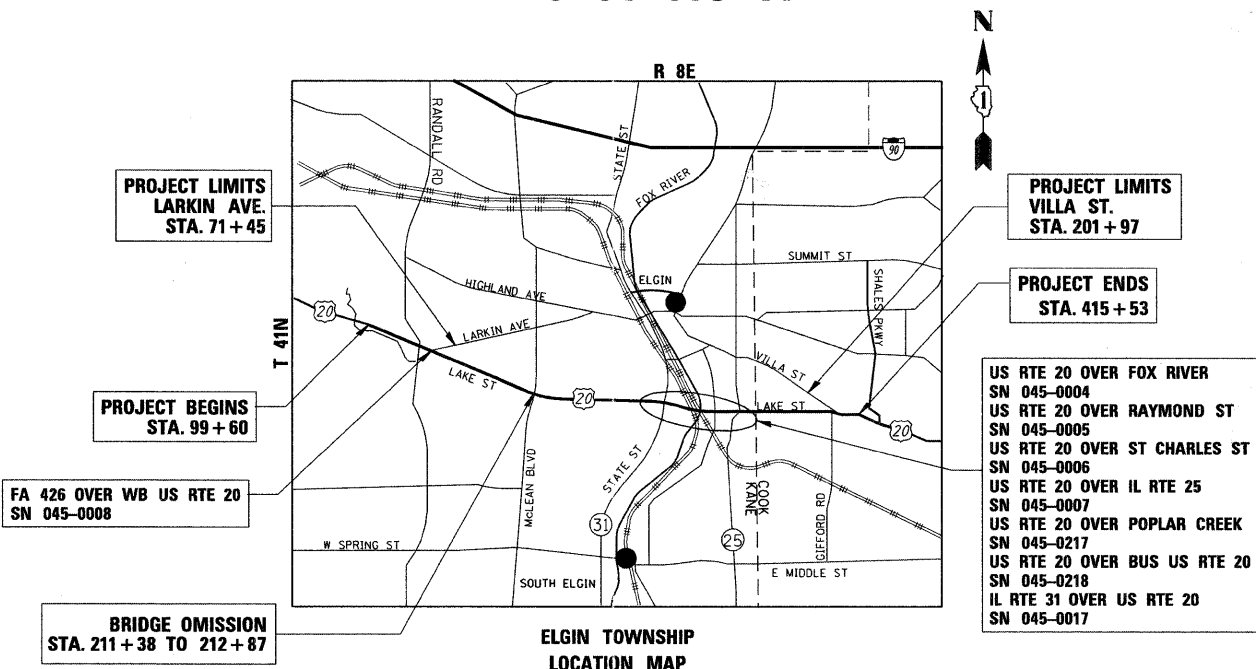 R 8E
N
1
PROJECT LIMITS
LARKIN AVE.
STA. 71+45
PROJECT LIMITS
VILLA ST.
STA. 201+97
PROJECT BEGINS
STA. 99+60
PROJECT ENDS
STA. 415+53
FA 426 OVER WB US RTE 20
SN 045-0008
BRIDGE OMISSION
STA. 211+38 TO 212+87
US RTE 20 OVER FOX RIVER
SN 045-0004
US RTE 20 OVER RAYMOND ST
SN 045-0005
US RTE 20 OVER ST CHARLES ST
SN 045-0006
US RTE 20 OVER IL RTE 25
SN 045-0007
US RTE 20 OVER POPLAR CREEK
SN 045-0217
US RTE 20 OVER BUS US RTE 20
SN 045-0218
IL RTE 31 OVER US RTE 20
SN 045-0017
T 41N
RANDALL RD
STATE ST
FOX RIVER
90
SUMMIT ST
ELGIN
SHALES PKWY
HIGHLAND AVE
LARKIN AVE
VILLA ST
20
LAKE ST
20
LAKE ST
20
McLEAN BLVD
STATE ST
COOK
KANE
GIFFORD RD
31
25
W SPRING ST
SOUTH ELGIN
E MIDDLE ST
ELGIN TOWNSHIP
LOCATION MAP